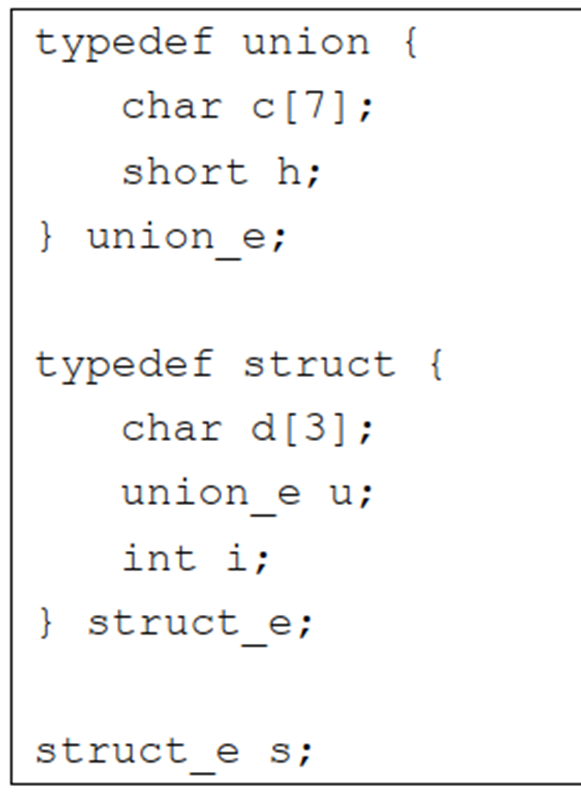 typedef union {
    char c[7];
    short h;
} union_e;

typedef struct {
    char d[3];
    union_e u;
    int i;
} struct_e;

struct_e s;